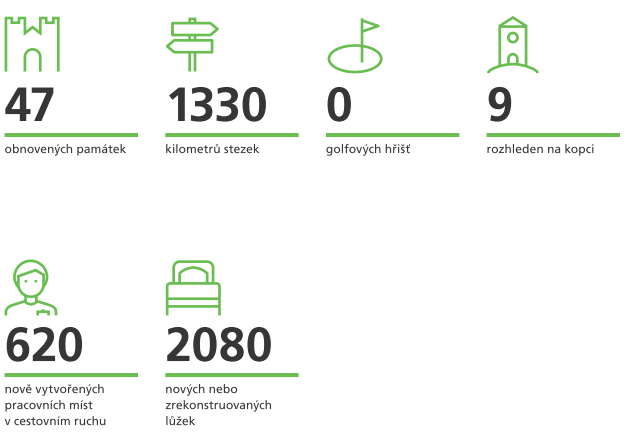 47
obnovených památek
1330
kilometrů stezek
0
golfových hřišť
9
rozhleden na kopci
620
nově vytvořených
pracovních míst
v cestovním ruchu
2080
nových nebo
zrekonstruovaných
lůžek